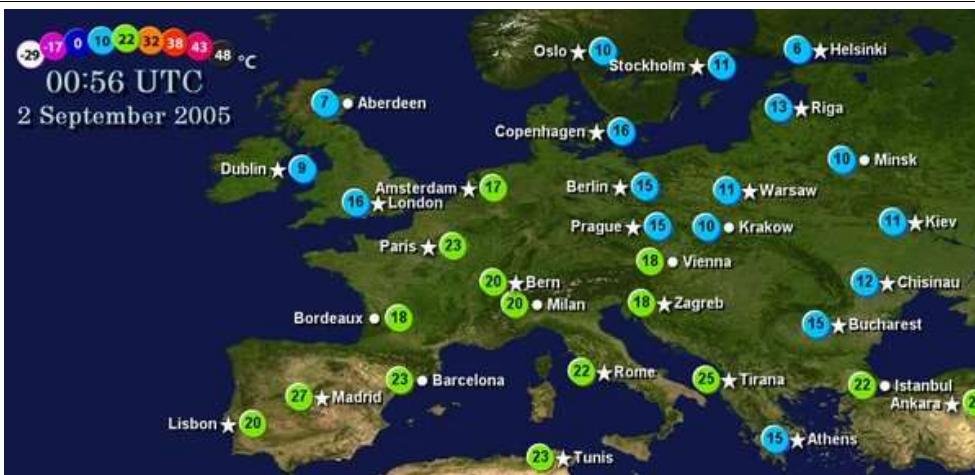 -29 -17 0 10 22 32 38 43 48 °C
00:56 UTC
2 September 2005
Oslo 10
6 Helsinki
Stockholm 11
7 Aberdeen
13 Riga
Copenhagen 16
10 Minsk
Dublin 9
Amsterdam 17
Berlin 15
11 Warsaw
16 London
Prague 15
10 Krakow
11 Kiev
Paris 23
18 Vienna
20 Bern
12 Chisinau
20 Milan
18 Zagreb
Bordeaux 18
15 Bucharest
22 Rome
25 Tirana
23 Barcelona
22 Istanbul
27 Madrid
Ankara
Lisbon 20
15 Athens
23 Tunis